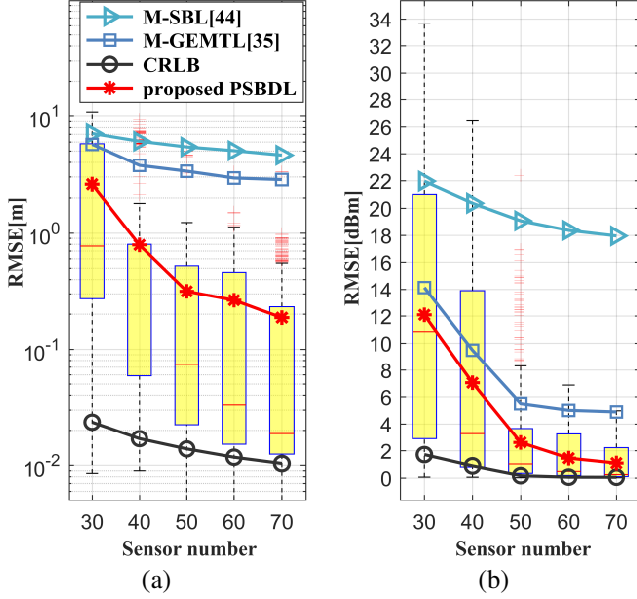 M-SBL[44]
M-GEMTL[35]
CRLB
proposed PSBDL
RMSE[m]
10^1
10^0
10^-1
10^-2
30 40 50 60 70
Sensor number
(a)
RMSE[dBm]
34
32
30
28
26
24
22
20
18
16
14
12
10
8
6
4
2
0
30 40 50 60 70
Sensor number
(b)